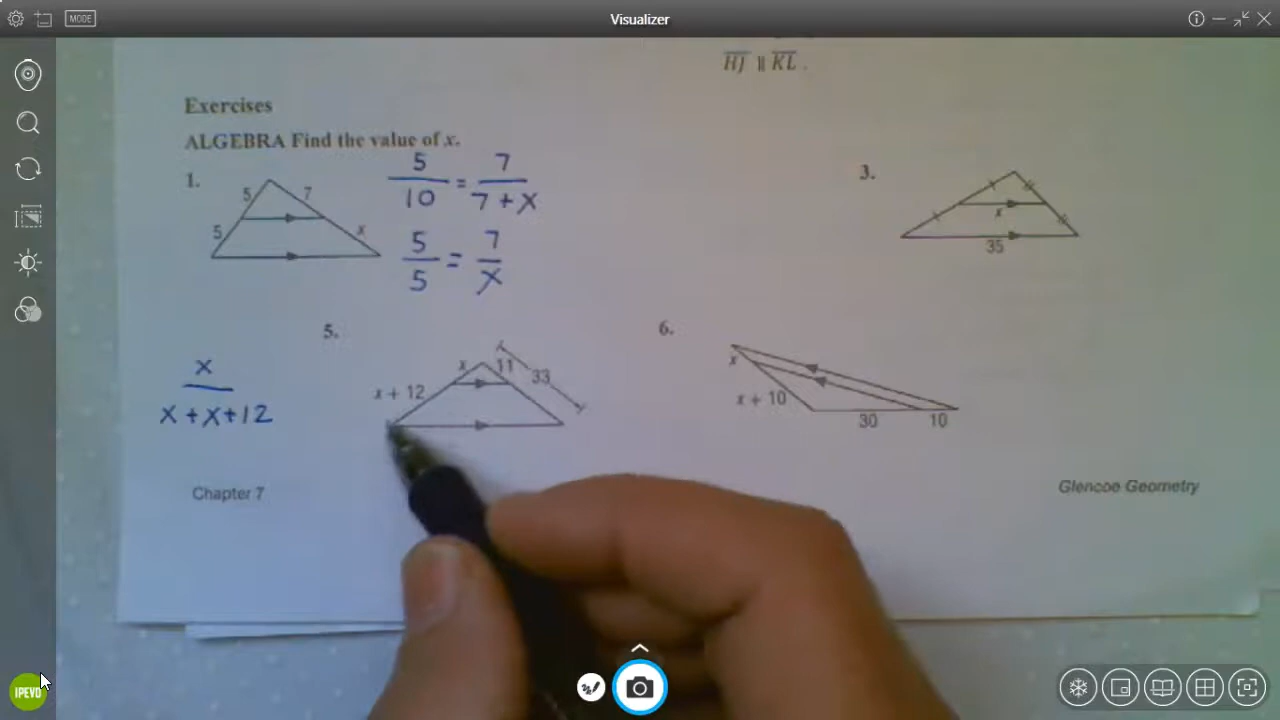 MODE
Visualizer
HJ || KL .
Exercises
ALGEBRA Find the value of x.
1.
5
7
5
x
5/10 = 7/7+x
5/5 = 7/x
3.
x
35
5.
x
11
33
x + 12
x/x+x+12
6.
x
x + 10
30
10
Chapter 7
Glencoe Geometry
IPEVO